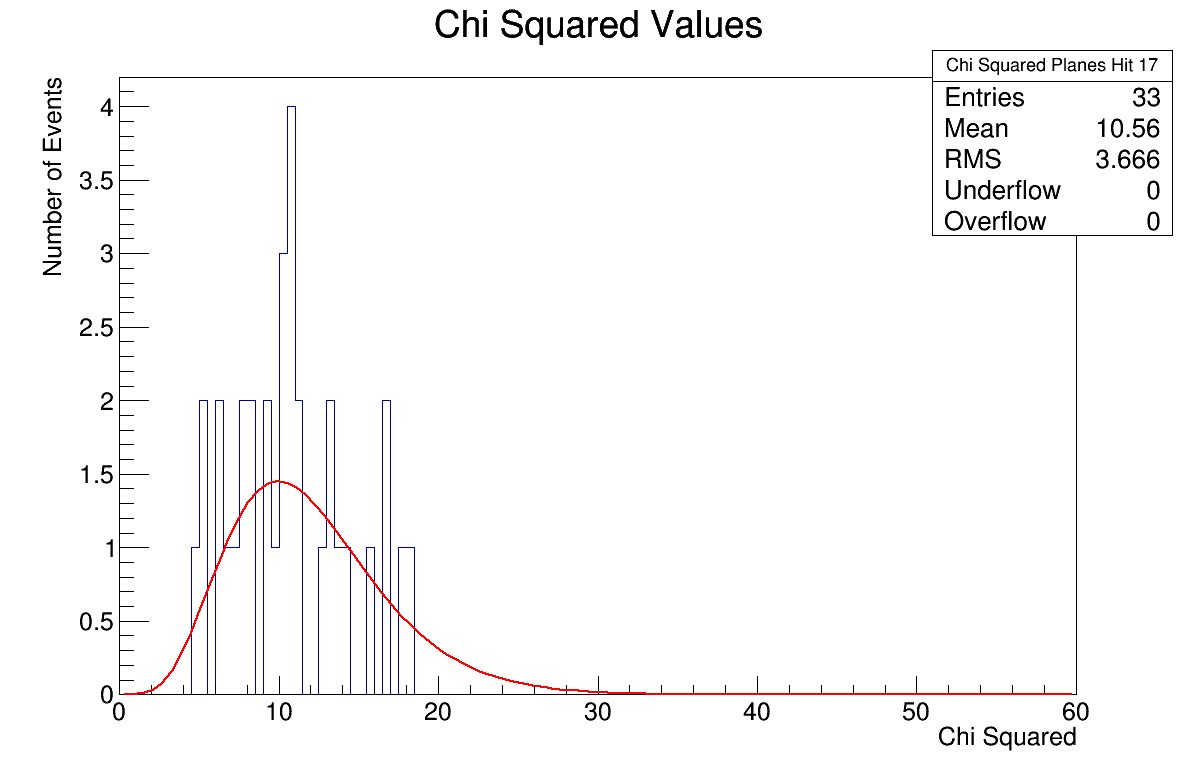 Chi Squared Values
Chi Squared Planes Hit 17
Entries 33
Mean 10.56
RMS 3.666
Underflow 0
Overflow 0
Number of Events
4
3.5
3
2.5
2
1.5
1
0.5
0
0 10 20 30 40 50 60
Chi Squared